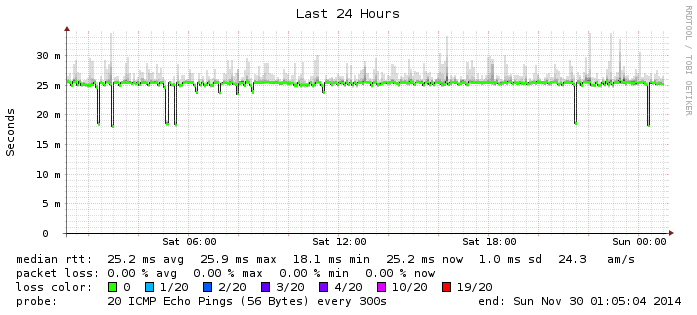 Last 24 Hours
RRDTOOL / TOBI OETIKER
Seconds
30 m
25 m
20 m
15 m
10 m
5 m
0
Sat 06:00 Sat 12:00 Sat 18:00 Sun 00:00
median rtt: 25.2 ms avg 25.9 ms max 18.1 ms min 25.2 ms now 1.0 ms sd 24.3 am/s
packet loss: 0.00 % avg 0.00 % max 0.00 % min 0.00 % now
loss color: 0 1/20 2/20 3/20 4/20 10/20 19/20
probe: 20 ICMP Echo Pings (56 Bytes) every 300s end: Sun Nov 30 01:05:04 2014